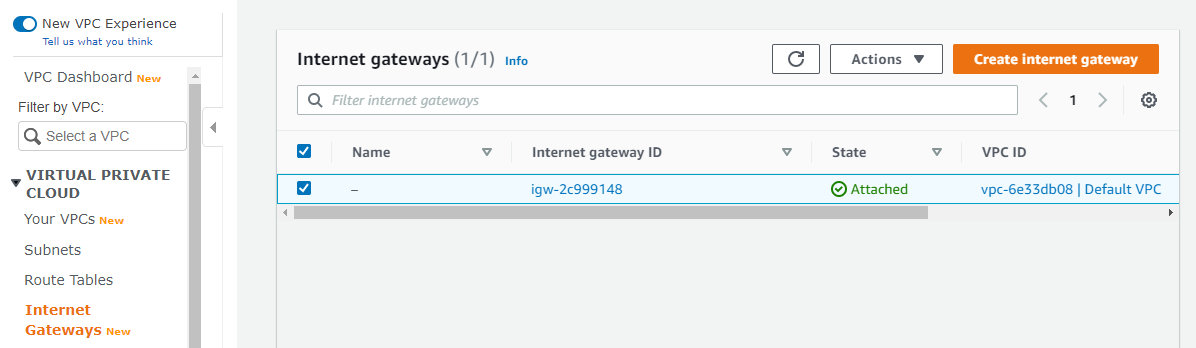 New VPC Experience
Tell us what you think
VPC Dashboard New
Filter by VPC:
Select a VPC
VIRTUAL PRIVATE
CLOUD
Your VPCs New
Subnets
Route Tables
Internet
Gateways New
Internet gateways (1/1) Info
Actions
Create internet gateway
Filter internet gateways
1
Name Internet gateway ID State VPC ID
– igw-2c999148 Attached vpc-6e33db08 | Default VPC